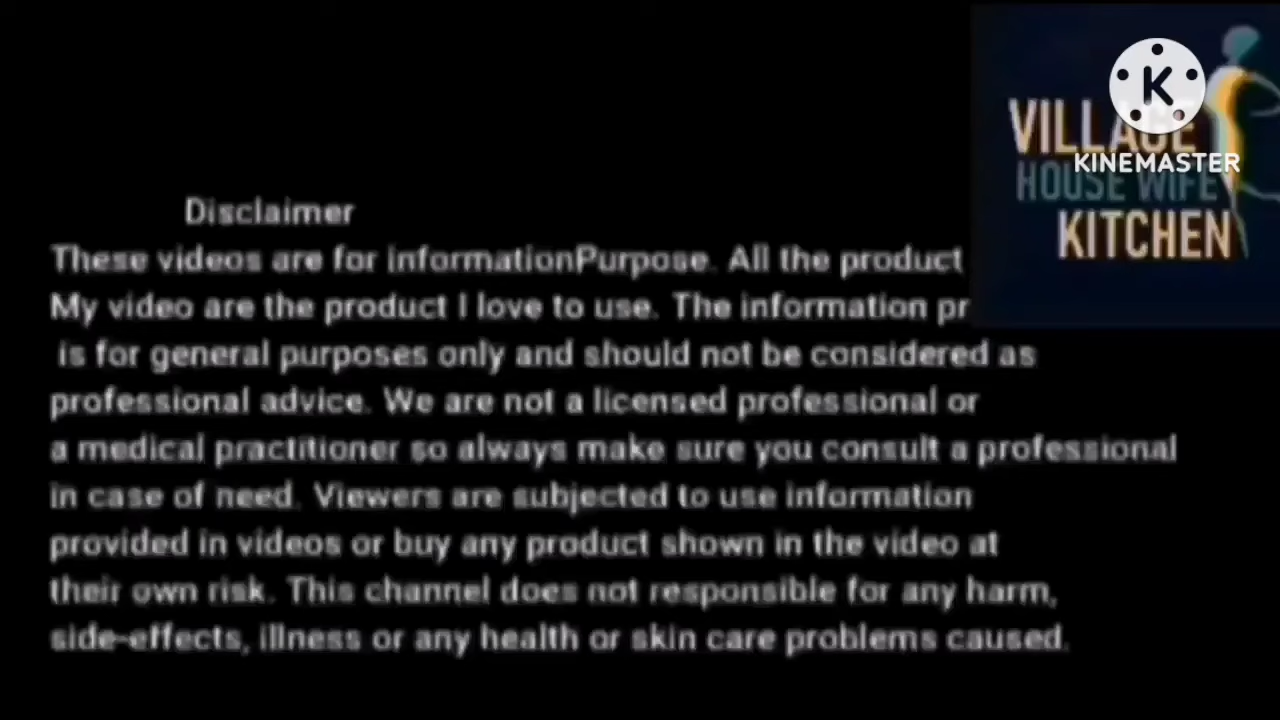 Disclaimer
These videos are for informationPurpose. All the product
My video are the product I love to use. The information pr
is for general purposes only and should not be considered as
professional advice. We are not a licensed professional or
a medical practitioner so always make sure you consult a professional
in case of need. Viewers are subjected to use information
provided in videos or buy any product shown in the video at
their own risk. This channel does not responsible for any harm,
side-effects, illness or any health or skin care problems caused.
K
KINEMASTER
VILLAGE
HOUSE WIFE
KITCHEN